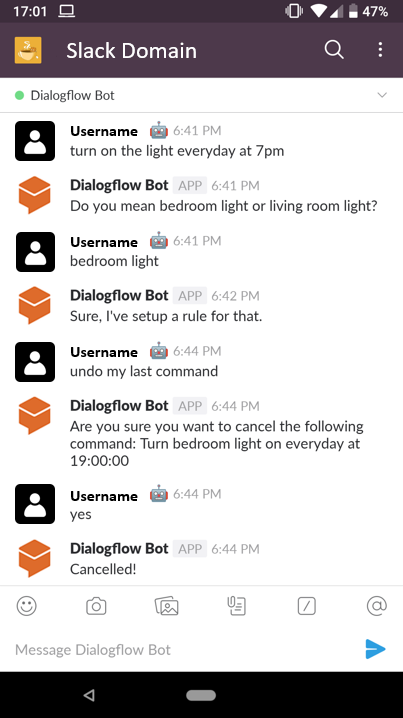 17:01 47%
Slack Domain
Dialogflow Bot
Username 6:41 PM
turn on the light everyday at 7pm
Dialogflow Bot APP 6:41 PM
Do you mean bedroom light or living room light?
Username 6:41 PM
bedroom light
Dialogflow Bot APP 6:42 PM
Sure, I've setup a rule for that.
Username 6:44 PM
undo my last command
Dialogflow Bot APP 6:44 PM
Are you sure you want to cancel the following
command: Turn bedroom light on everyday at
19:00:00
Username 6:44 PM
yes
Dialogflow Bot APP 6:44 PM
Cancelled!
Message Dialogflow Bot